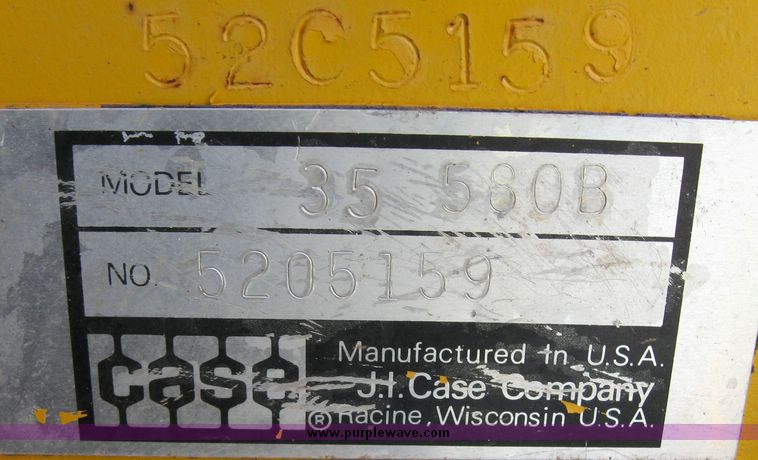 52C5159
MODEL 35 580B
NO. 5205159
case
Manufactured in U.S.A.
J.I. Case Company
® Racine, Wisconsin U.S.A.
www.purplewave.com